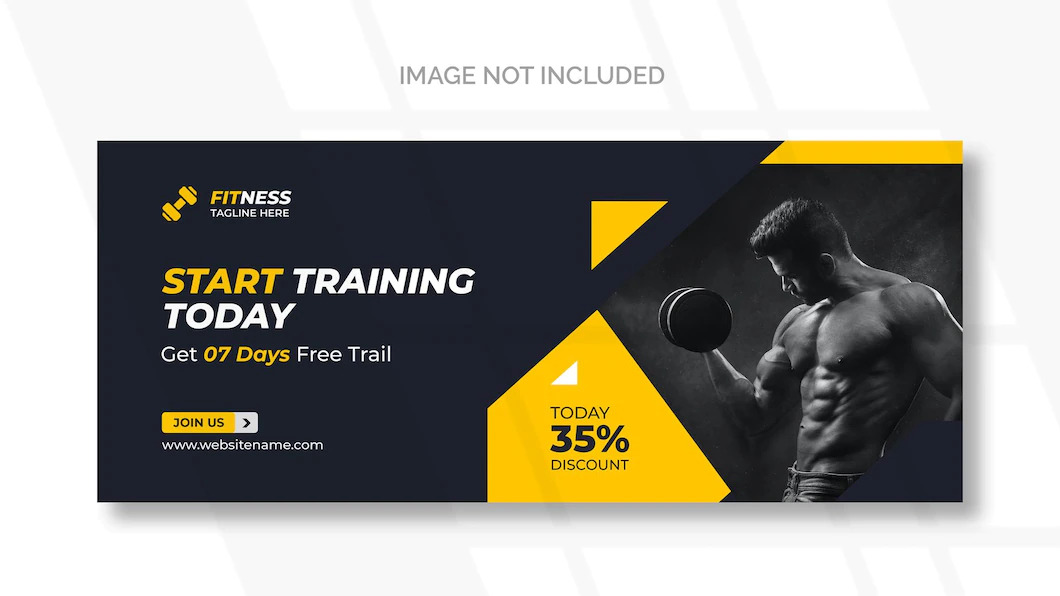 IMAGE NOT INCLUDED
FITNESS
TAGLINE HERE
START TRAINING
TODAY
Get 07 Days Free Trail
JOIN US
www.websitename.com
TODAY
35%
DISCOUNT